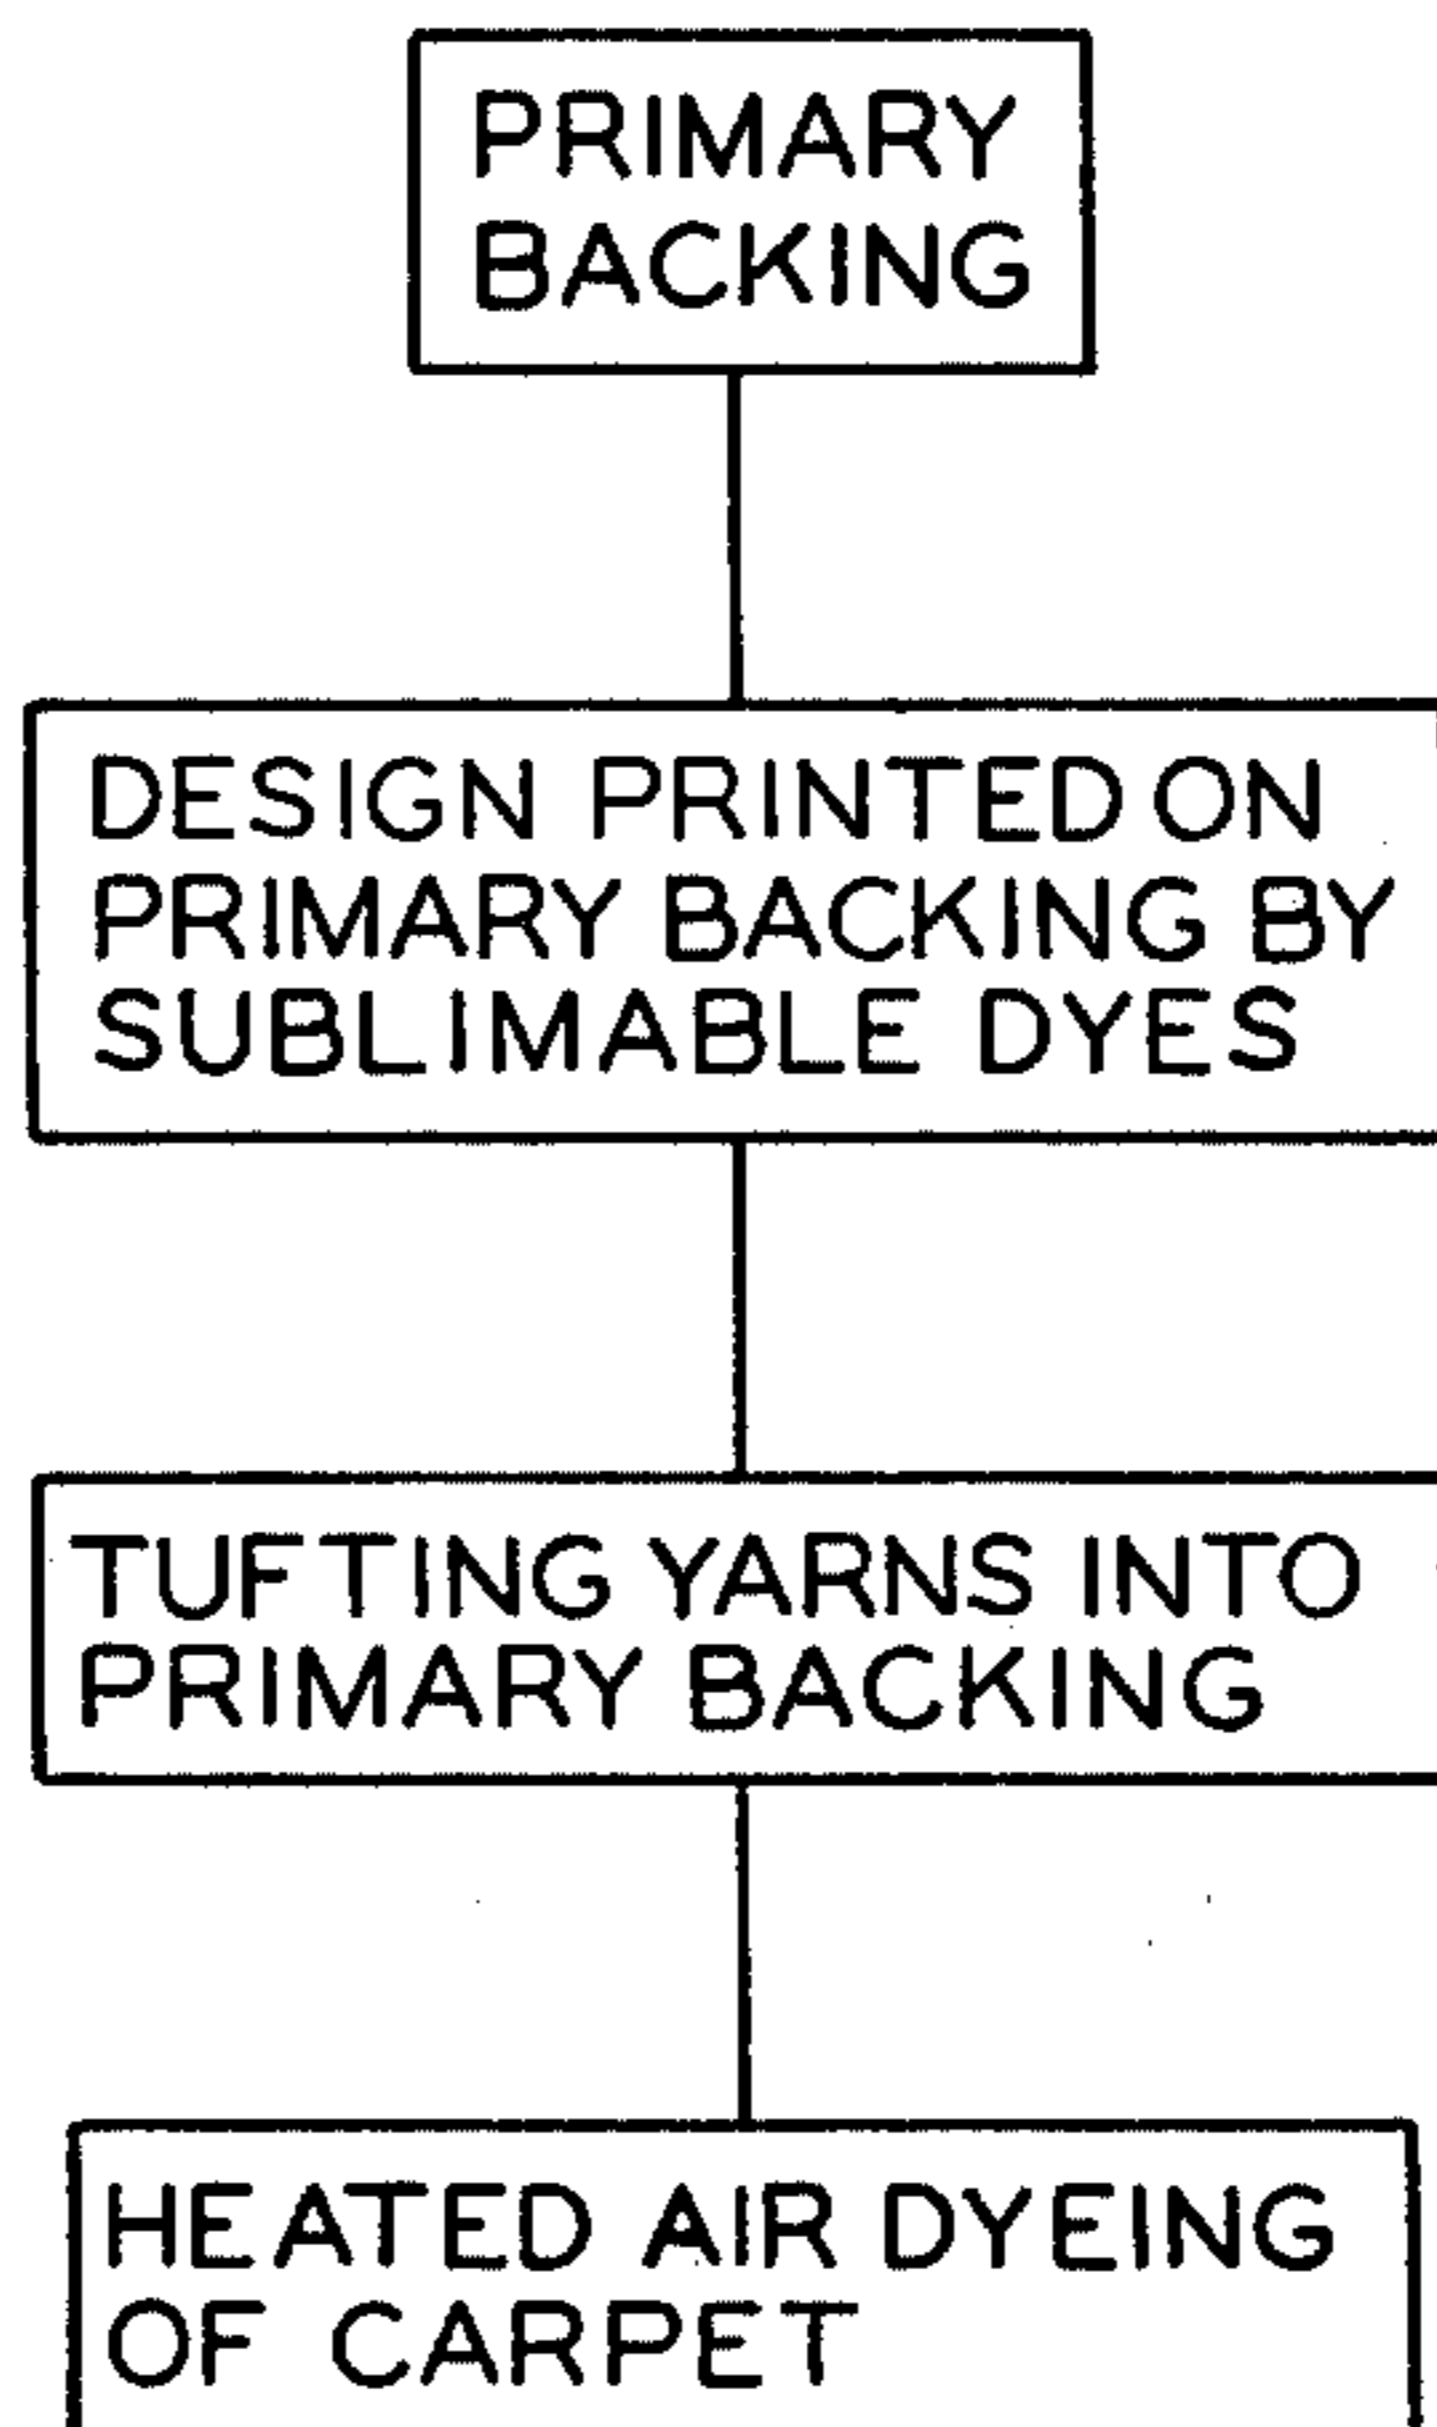 PRIMARY
BACKING
DESIGN PRINTED ON
PRIMARY BACKING BY
SUBLIMABLE DYES
TUFTING YARNS INTO
PRIMARY BACKING
HEATED AIR DYEING
OF CARPET